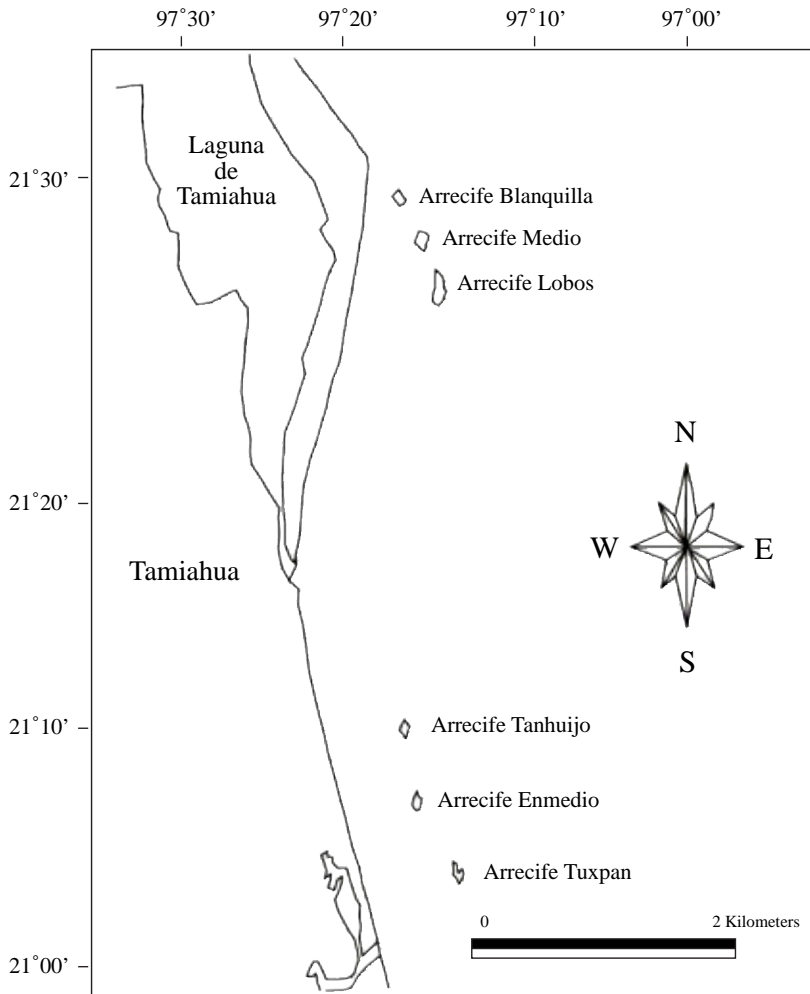 97˚30’ 97˚20’ 97˚10’ 97˚00’
Laguna
de
Tamiahua
21˚30’
Arrecife Blanquilla
Arrecife Medio
Arrecife Lobos
N
21˚20’
W E
Tamiahua
S
21˚10’
Arrecife Tanhuijo
Arrecife Enmedio
Arrecife Tuxpan
0 2 Kilometers
21˚00’